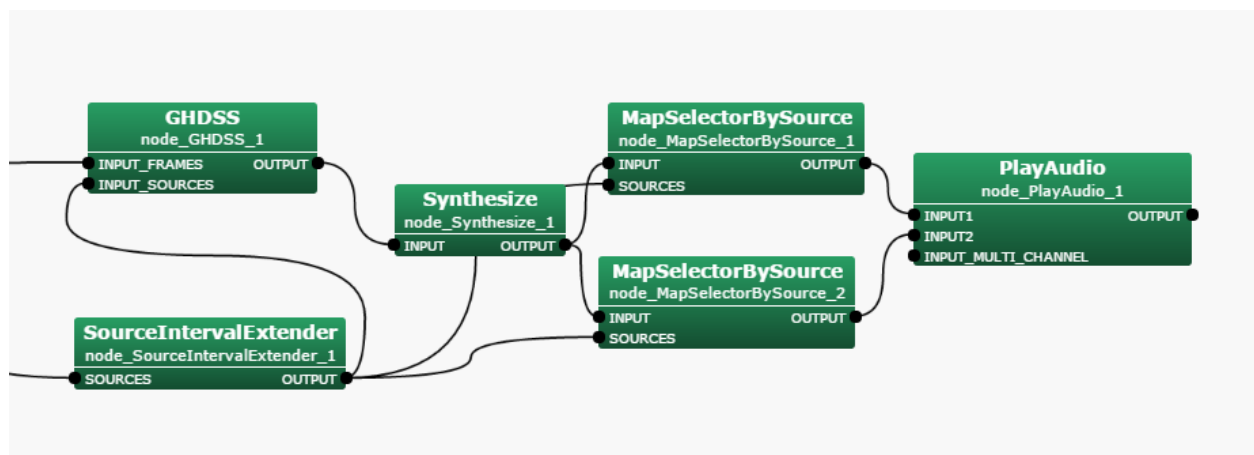 GHDSS
node_GHDSS_1
INPUT_FRAMES OUTPUT
INPUT_SOURCES
Synthesize
node_Synthesize_1
INPUT OUTPUT
SourceIntervalExtender
node_SourceIntervalExtender_1
SOURCES OUTPUT
MapSelectorBySource
node_MapSelectorBySource_1
INPUT OUTPUT
SOURCES
MapSelectorBySource
node_MapSelectorBySource_2
INPUT OUTPUT
SOURCES
PlayAudio
node_PlayAudio_1
INPUT1 OUTPUT
INPUT2
INPUT_MULTI_CHANNEL